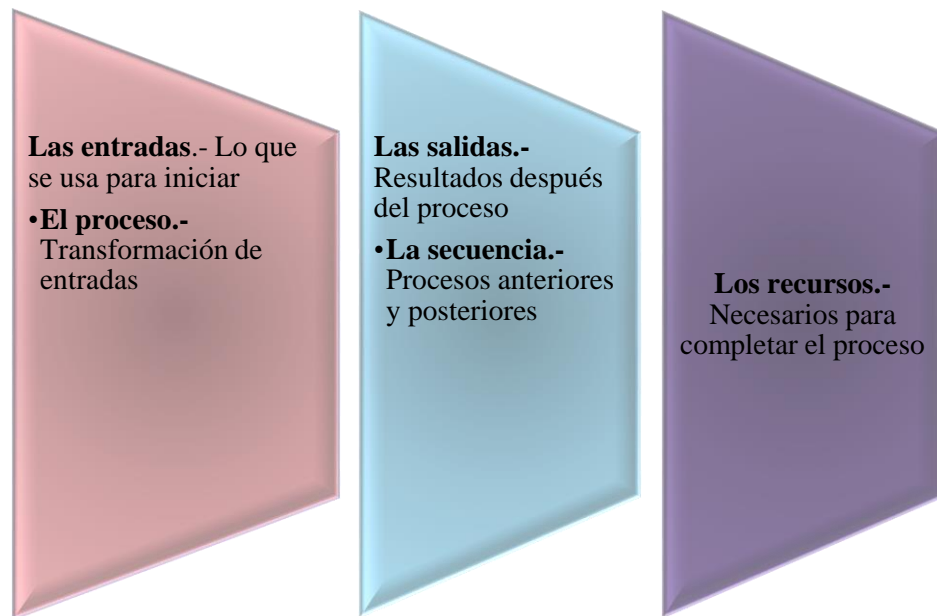 Las entradas.- Lo que
se usa para iniciar
•El proceso.-
Transformación de
entradas
Las salidas.-
Resultados después
del proceso
•La secuencia.-
Procesos anteriores
y posteriores
Los recursos.-
Necesarios para
completar el proceso